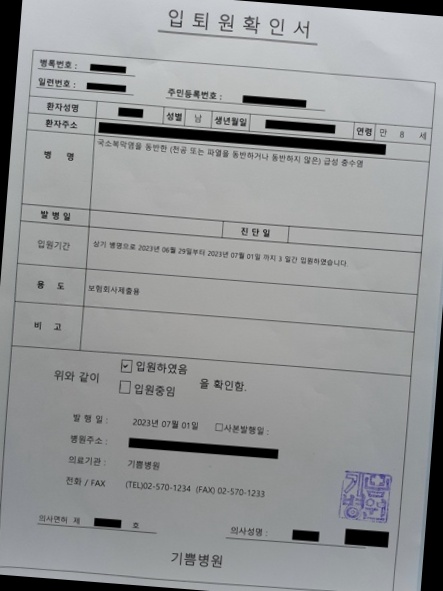 입 퇴 원 확 인 서
병록번호 :
일련번호 : 주민등록번호 :
환자성명 성별 남 생년월일 연령 만 8 세
환자주소
병 명 국소복막염을 동반한 (천공 또는 파열을 동반하거나 동반하지 않은) 급성 충수염
발 병 일 진 단 일
입원기간 상기 병명으로 2023년 06월 29일부터 2023년 07월 01일 까지 3 일간 입원하였습니다.
용 도 보험회사제출용
비 고
위와 같이 ☑ 입원하였음 을 확인함.
☐ 입원중임
발 행 일 : 2023년 07월 01일 ☐사본발행일 :
병원주소 :
의료기관 : 기쁨병원
전화 / FAX (TEL)02-570-1234 (FAX) 02-570-1233
의사면허 제 호 의사성명 :
기쁨병원